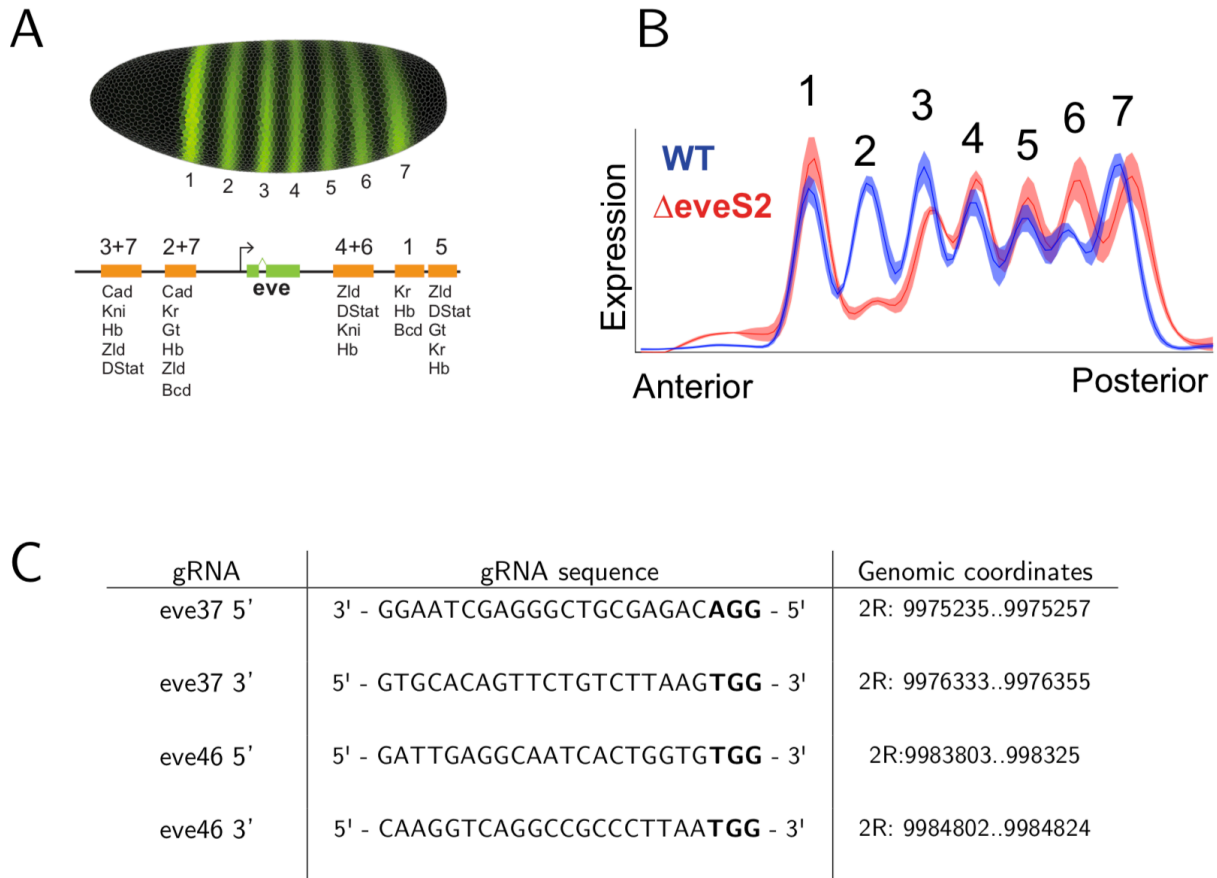 A
1 2 3 4 5 6 7
3+7 2+7 4+6 1 5
eve
Cad Cad Zld Kr Zld
Kni Kr DStat Hb DStat
Hb Gt Kni Bcd Gt
Zld Hb Hb Kr
DStat Zld Hb
Bcd
B
1 2 3 4 5 6 7
WT
ΔeveS2
Expression
Anterior Posterior
C
gRNA gRNA sequence Genomic coordinates
eve37 5' 3' - GGAATCGAGGGCTGCGAGACAGG - 5' 2R: 9975235..9975257
eve37 3' 5' - GTGCACAGTTCTGTCTTAAGTGG - 3' 2R: 9976333..9976355
eve46 5' 5' - GATTGAGGCAATCACTGGTGTGG - 3' 2R:9983803..998325
eve46 3' 5' - CAAGGTCAGGCCGCCCTTAATGG - 3' 2R: 9984802..9984824